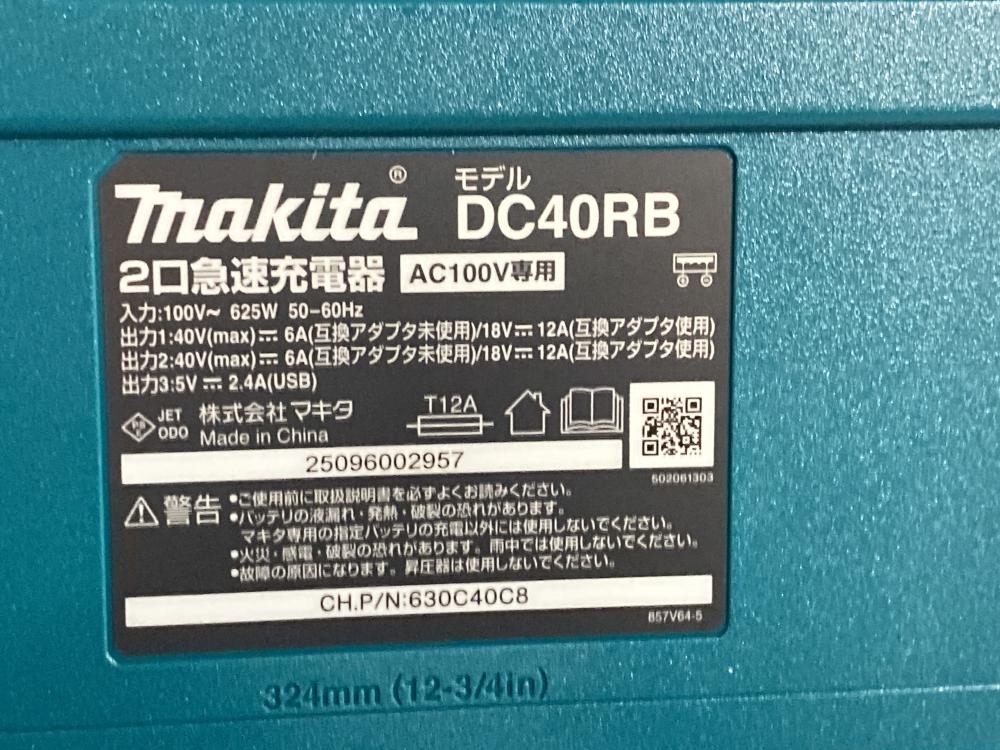 makita® モデル DC40RB
2口急速充電器 AC100V専用
入力:100V~ 625W 50-60Hz
出力1:40V(max)⎓ 6A(互換アダプタ未使用)/18V⎓ 12A(互換アダプタ使用)
出力2:40V(max)⎓ 6A(互換アダプタ未使用)/18V⎓ 12A(互換アダプタ使用)
出力3:5V⎓ 2.4A(USB)
JET 株式会社 マキタ T12A
ODO Made in China
25096002957
502061303
⚠警告 •ご使用前に取扱説明書を必ずよくお読みください。
•バッテリの液漏れ・発熱・破裂の恐れがあります。
マキタ専用の指定バッテリの充電以外には使用しないでください。
•火災・感電・破裂の恐れがあります。雨中では使用しないでください。
•故障の原因になります。昇圧器は使用しないでください。
CH.P/N:630C40C8
857V64-5
324mm (12-3/4in)